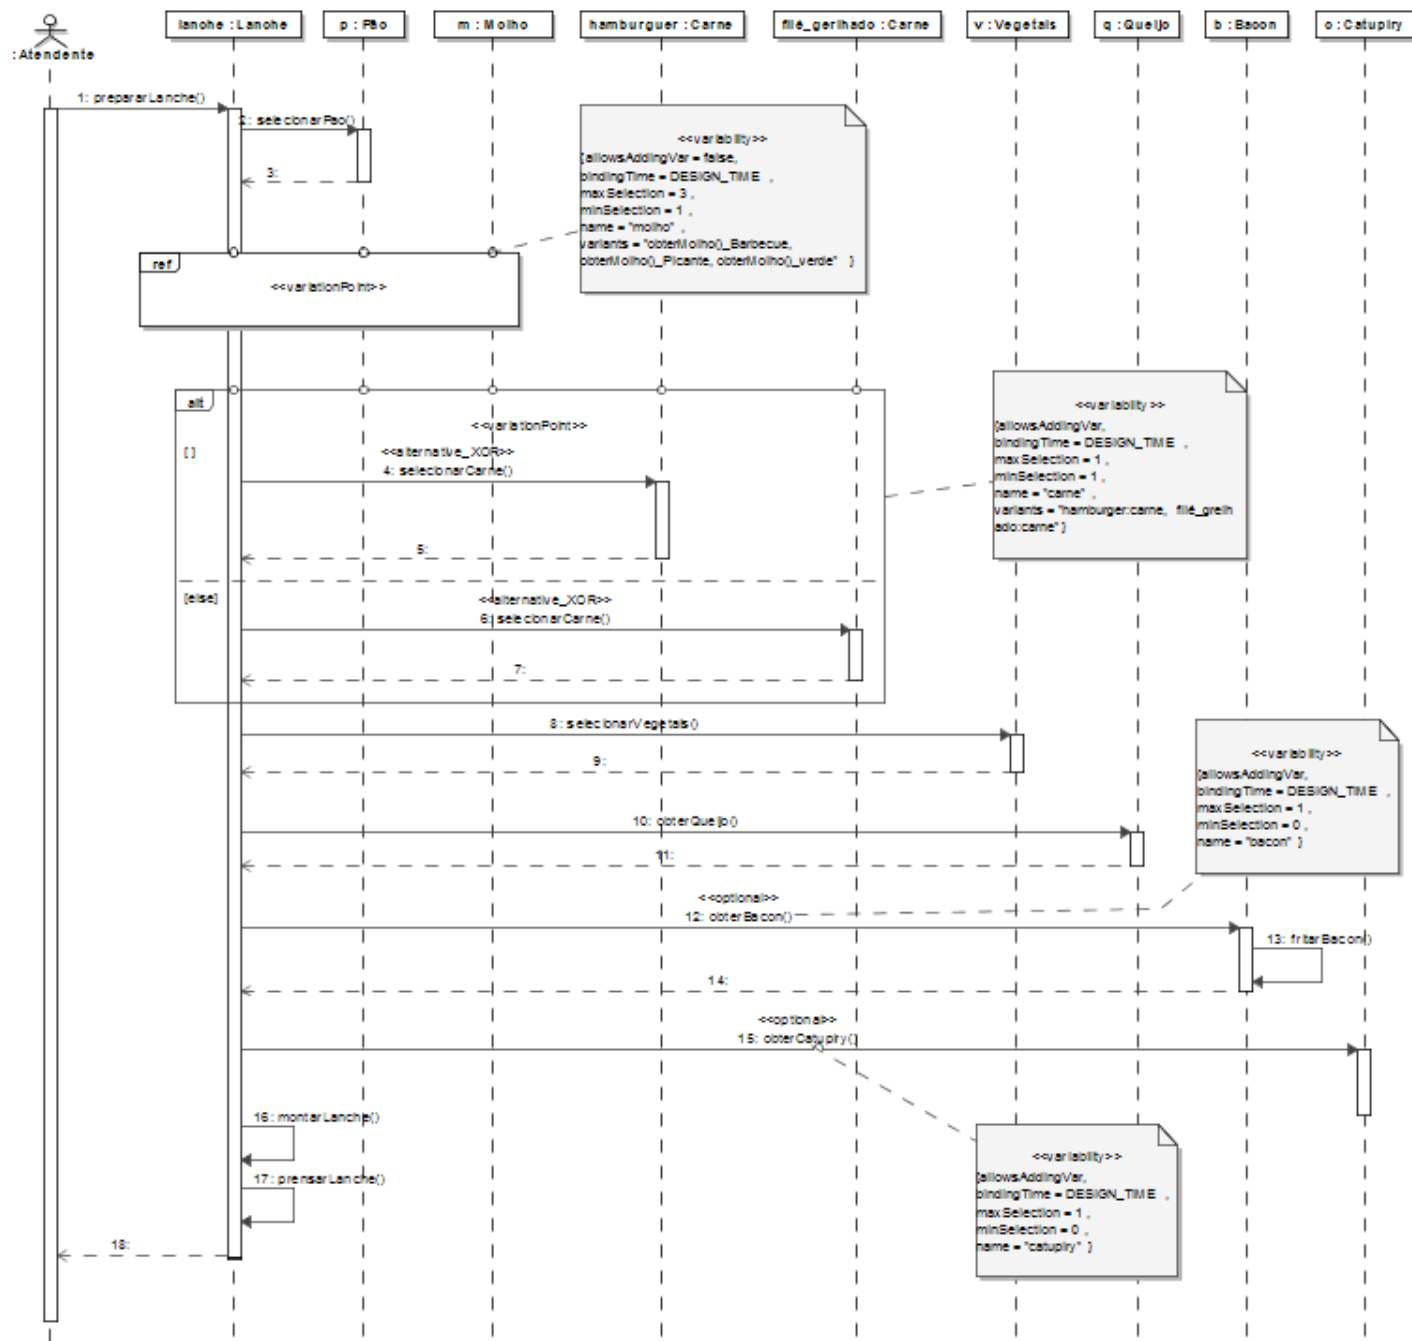 :Atendente
lanche :Lanche
p :Pão
m :Molho
hamburguer :Carne
filé_gerlhado :Carne
v :Vegetais
q :Queijo
b :Bacon
c :Catupiry
1: prepararLanche()
2: selecionarPao()
3:
<<variability>>
{allowsAddingVar = false,
bindingTime = DESIGN_TIME ,
maxSelection = 3 ,
minSelection = 1 ,
name = "molho" ,
variants = "obterMolho()_Barbecue,
obterMolho()_Picante, obterMolho()_verde" }
ref
<<variationPoint>>
alt
<<variationPoint>>
[ ]
<<alternative_XOR>>
4: selecionarCarne()
5:
<<variability >>
{allowsAddingVar,
bindingTime = DESIGN_TIME ,
maxSelection = 1 ,
minSelection = 1 ,
name = "carne" ,
variants = "hamburger:carne, filé_grelh
ado:carne" }
[else]
<<alternative_XOR>>
6: selecionarCarne()
7:
8: selecionarVegetais()
9:
<<variability>>
{allowsAddingVar,
bindingTime = DESIGN_TIME ,
maxSelection = 1 ,
minSelection = 0 ,
name = "bacon" }
10: obterQueijo()
11:
<<optional>>
12: obterBacon()
13: fritarBacon()
14:
<<optional>>
15: obterCatupiry()
16: montarLanche()
17: prensarLanche()
<<variability>>
{allowsAddingVar,
bindingTime = DESIGN_TIME ,
maxSelection = 1 ,
minSelection = 0 ,
name = "catupiry" }
18: